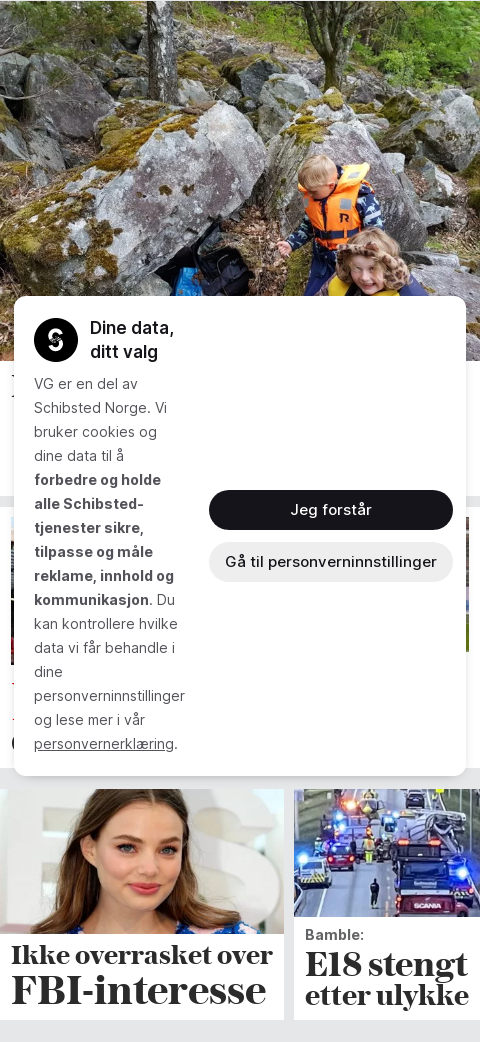 Dine data,
ditt valg
VG er en del av
Schibsted Norge. Vi
bruker cookies og
dine data til å
forbedre og holde
alle Schibsted-
tjenester sikre,
tilpasse og måle
reklame, innhold og
kommunikasjon. Du
kan kontrollere hvilke
data vi får behandle i
dine
personverninnstillinger
og lese mer i vår
personvernerklæring.
Jeg forstår
Gå til personverninnstillinger
Ikke overrasket over
FBI-interesse
Bamble:
E18 stengt
etter ulykke
SCANIA